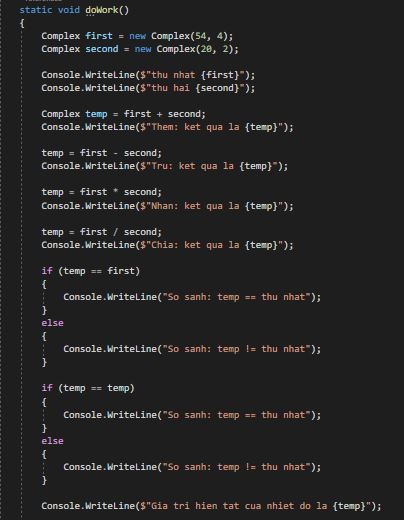 static void doWork()
{
Complex first = new Complex(54, 4);
Complex second = new Complex(20, 2);
Console.WriteLine($"thu nhat {first}");
Console.WriteLine($"thu hai {second}");
Complex temp = first + second;
Console.WriteLine($"Them: ket qua la {temp}");
temp = first - second;
Console.WriteLine($"Tru: ket qua la {temp}");
temp = first * second;
Console.WriteLine($"Nhan: ket qua la {temp}");
temp = first / second;
Console.WriteLine($"Chia: ket qua la {temp}");
if (temp == first)
{
Console.WriteLine("So sanh: temp == thu nhat");
}
else
{
Console.WriteLine("So sanh: temp != thu nhat");
}
if (temp == temp)
{
Console.WriteLine("So sanh: temp == thu nhat");
}
else
{
Console.WriteLine("So sanh: temp != thu nhat");
}
Console.WriteLine($"Gia tri hien tat cua nhiet do la {temp}");